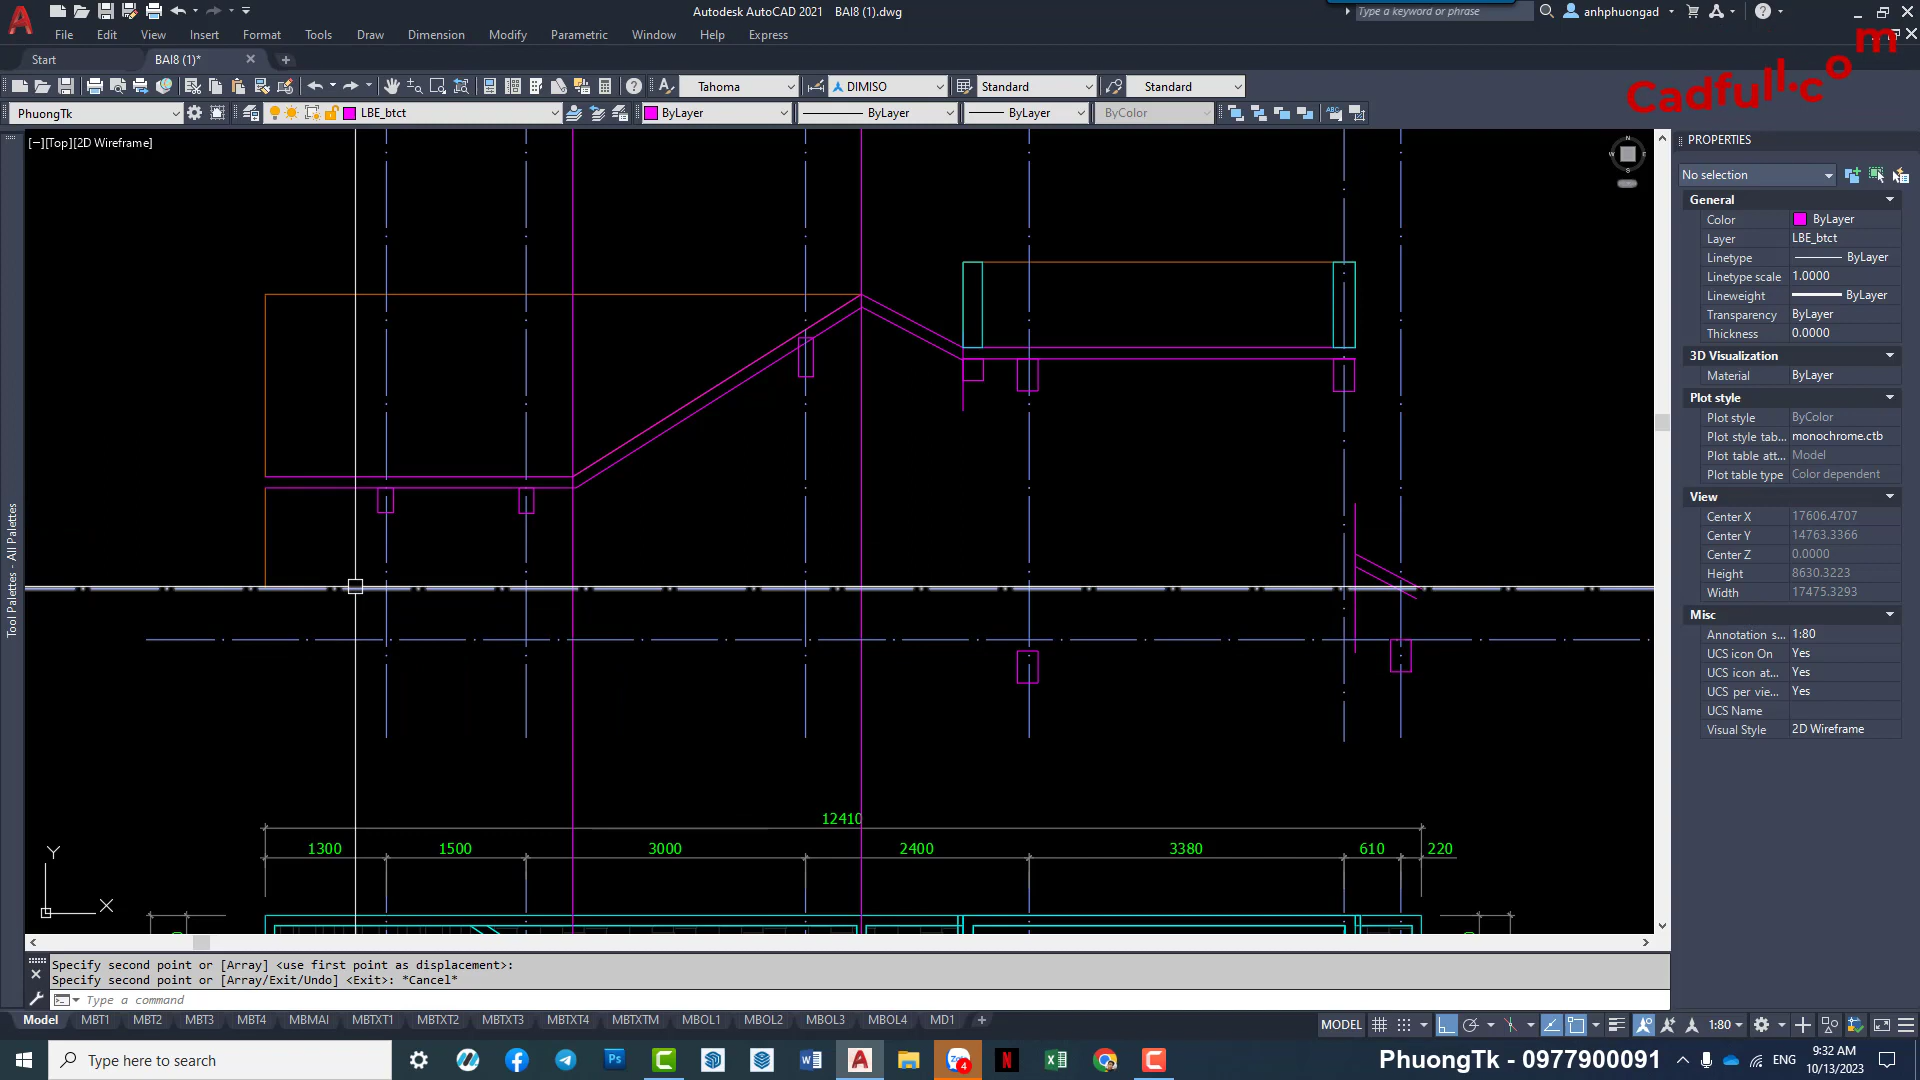 Autodesk AutoCAD 2021 BAI8 (1).dwg
Type a keyword or phrase
anhphuongad
File Edit View Insert Format Tools Draw Dimension Modify Parametric Window Help Express
Start BAI8 (1)*
Cadfull.com
Tahoma DIMISO Standard Standard
PhuongTk LBE_btct ByLayer ByLayer ByLayer ByColor
[−][Top][2D Wireframe]
N
W E
S
PROPERTIES
No selection
General
Color ByLayer
Layer LBE_btct
Linetype ByLayer
Linetype scale 1.0000
Lineweight ByLayer
Transparency ByLayer
Thickness 0.0000
3D Visualization
Material ByLayer
Plot style
Plot style ByColor
Plot style tab... monochrome.ctb
Plot table att... Model
Plot table type Color dependent
View
Center X 17606.4707
Center Y 14763.3366
Center Z 0.0000
Height 8630.3223
Width 17475.3293
Misc
Annotation s... 1:80
UCS icon On Yes
UCS icon at... Yes
UCS per vie... Yes
UCS Name
Visual Style 2D Wireframe
Tool Palettes - All Palettes
12410
1300 1500 3000 2400 3380 610 220
Y
X
Specify second point or [Array] <use first point as displacement>:
Specify second point or [Array/Exit/Undo] <Exit>: *Cancel*
Type a command
Model MBT1 MBT2 MBT3 MBT4 MBMAI MBTXT1 MBTXT2 MBTXT3 MBTXT4 MBTXTM MBOL1 MBOL2 MBOL3 MBOL4 MD1
MODEL 1:80
Type here to search
Ps
4
PhuongTk - 0977900091
ENG
9:32 AM
10/13/2023